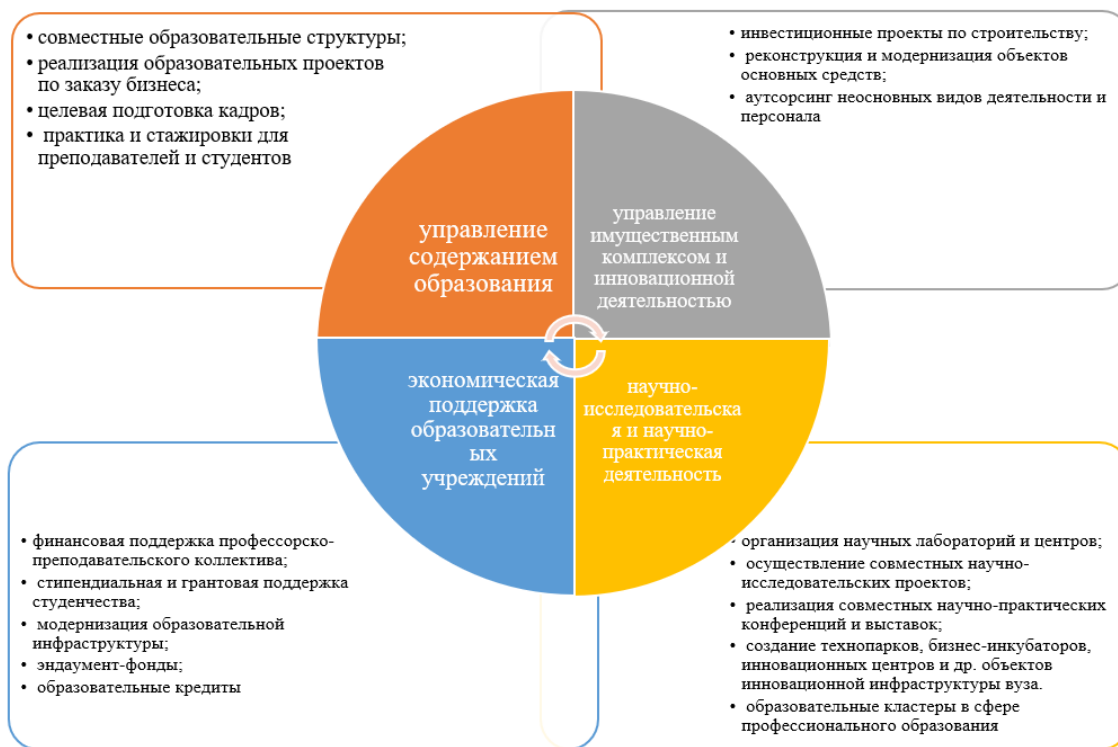 • совместные образовательные структуры;
• реализация образовательных проектов
по заказу бизнеса;
• целевая подготовка кадров;
• практика и стажировки для
преподавателей и студентов
• инвестиционные проекты по строительству;
• реконструкция и модернизация объектов
основных средств;
• аутсорсинг неосновных видов деятельности и
персонала
управление
содержанием
образования
управление
имущественным
комплексом и
инновационной
деятельностью
экономическая
поддержка
образовательн
ых
учреждений
научно-
исследовательска
я и научно-
практическая
деятельность
• финансовая поддержка профессорско-
преподавательского коллектива;
• стипендиальная и грантовая поддержка
студенчества;
• модернизация образовательной
инфраструктуры;
• эндаумент-фонды;
• образовательные кредиты
• организация научных лабораторий и центров;
• осуществление совместных научно-
исследовательских проектов;
• реализация совместных научно-практических
конференций и выставок;
• создание технопарков, бизнес-инкубаторов,
инновационных центров и др. объектов
инновационной инфраструктуры вуза.
• образовательные кластеры в сфере
профессионального образования